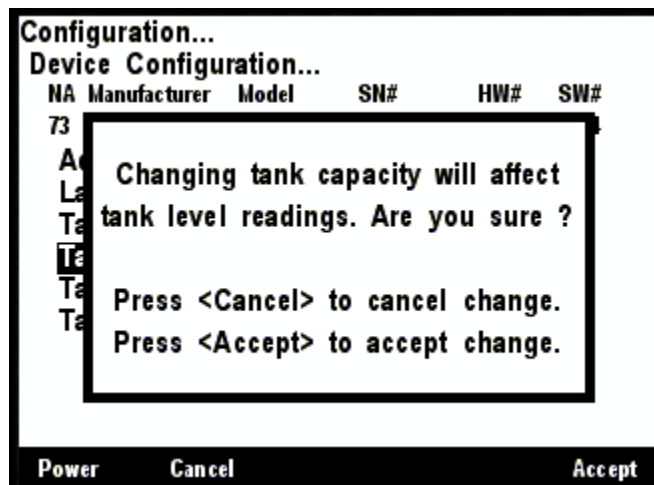 Configuration...
Device Configuration...
NA Manufacturer Model SN# HW# SW#
73
Changing tank capacity will affect
tank level readings. Are you sure ?
Press <Cancel> to cancel change.
Press <Accept> to accept change.
Power Cancel Accept